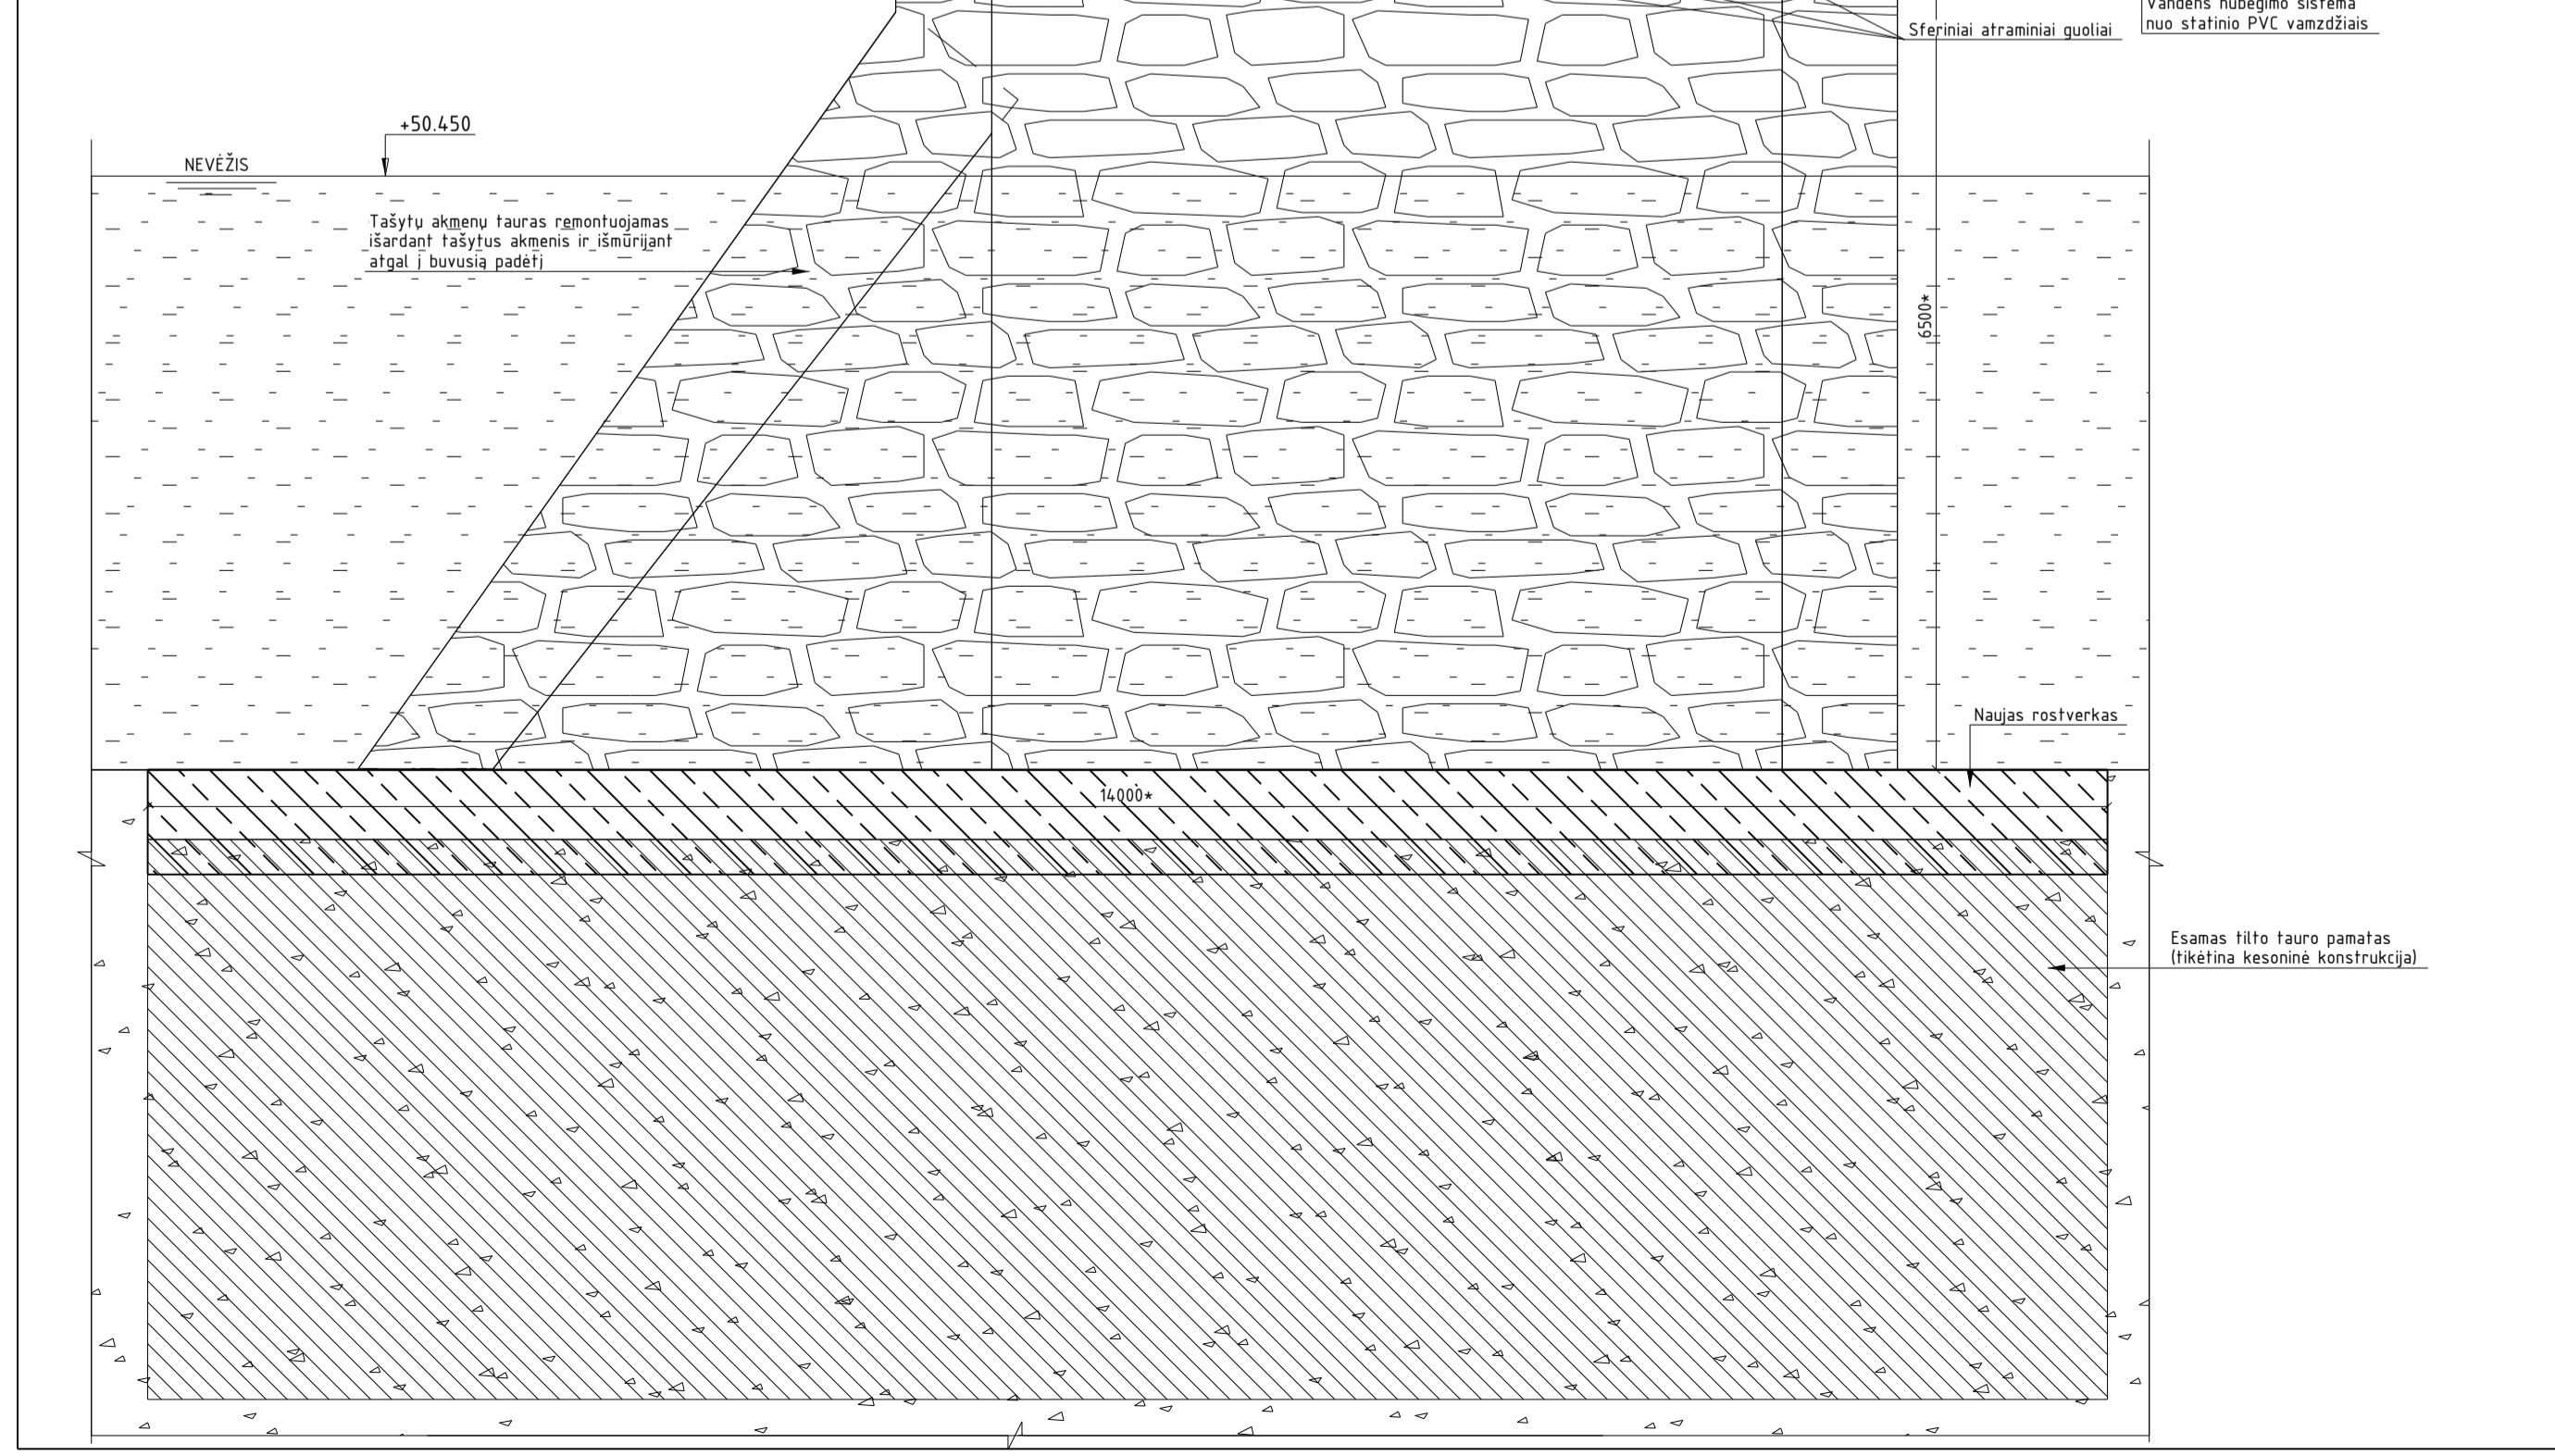 Vandens nubėgimo sistema
nuo statinio PVC vamzdžiais
Sferiniai atraminiai guoliai
+50.450
NEVĖŽIS
Tašytų akmenų tauras remontuojamas
išardant tašytus akmenis ir išmūrijant
atgal į buvusią padėtį
6500*
Naujas rostverkas
14000*
Esamas tilto tauro pamatas
(tikėtina kesoninė konstrukcija)